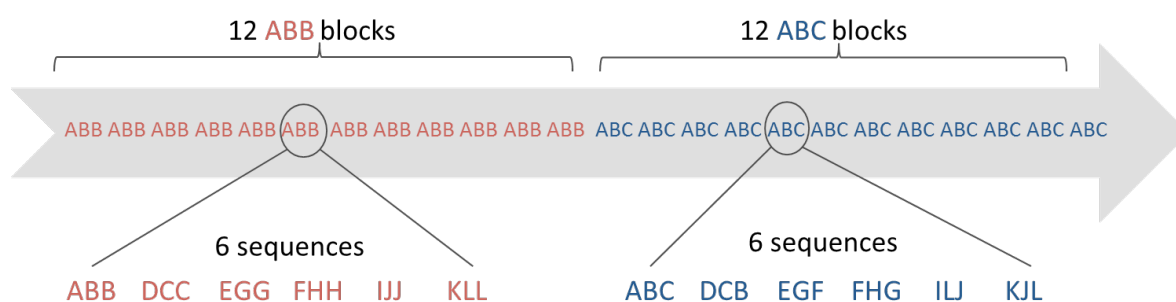 12 ABB blocks 12 ABC blocks
ABB ABB ABB ABB ABB ABB ABB ABB ABB ABB ABB ABB ABC ABC ABC ABC ABC ABC ABC ABC ABC ABC ABC ABC
6 sequences 6 sequences
ABB DCC EGG FHH IJJ KLL ABC DCB EGF FHG ILJ KJL